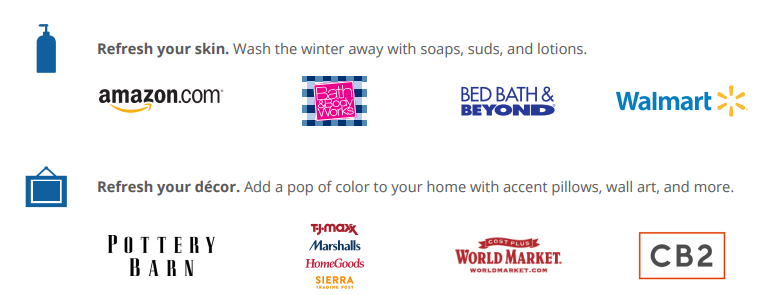 Refresh your skin. Wash the winter away with soaps, suds, and lotions.
amazon.com
Bath
& Body
Works
BED BATH &
BEYOND
Walmart
Refresh your décor. Add a pop of color to your home with accent pillows, wall art, and more.
POTTERY
BARN
T·J·maxx
Marshalls
HomeGoods
SIERRA
TRADING POST
COST PLUS
WORLD MARKET.
WORLDMARKET.COM
CB2